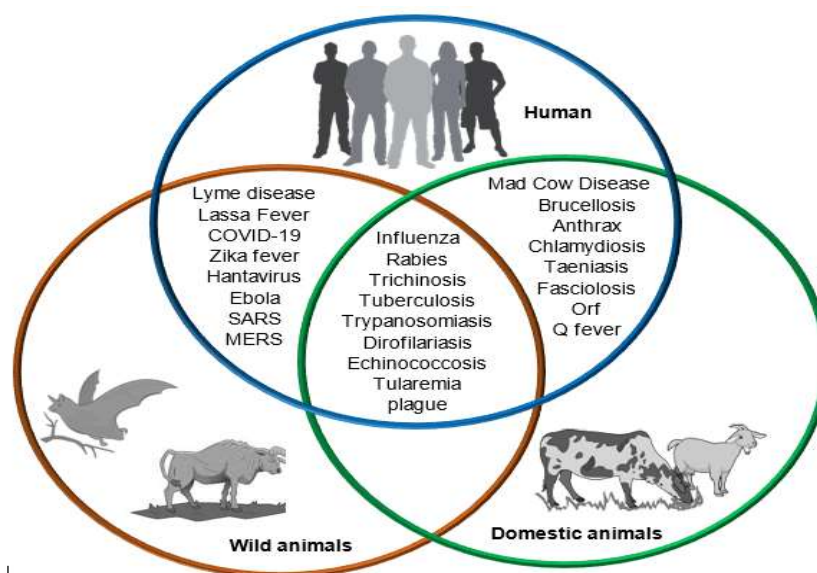 Human
Lyme disease
Lassa Fever
COVID-19
Zika fever
Hantavirus
Ebola
SARS
MERS
Influenza
Rabies
Trichinosis
Tuberculosis
Trypanosomiasis
Dirofilariasis
Echinococcosis
Tularemia
plague
Mad Cow Disease
Brucellosis
Anthrax
Chlamydiosis
Taeniasis
Fasciolosis
Orf
Q fever
Wild animals
Domestic animals